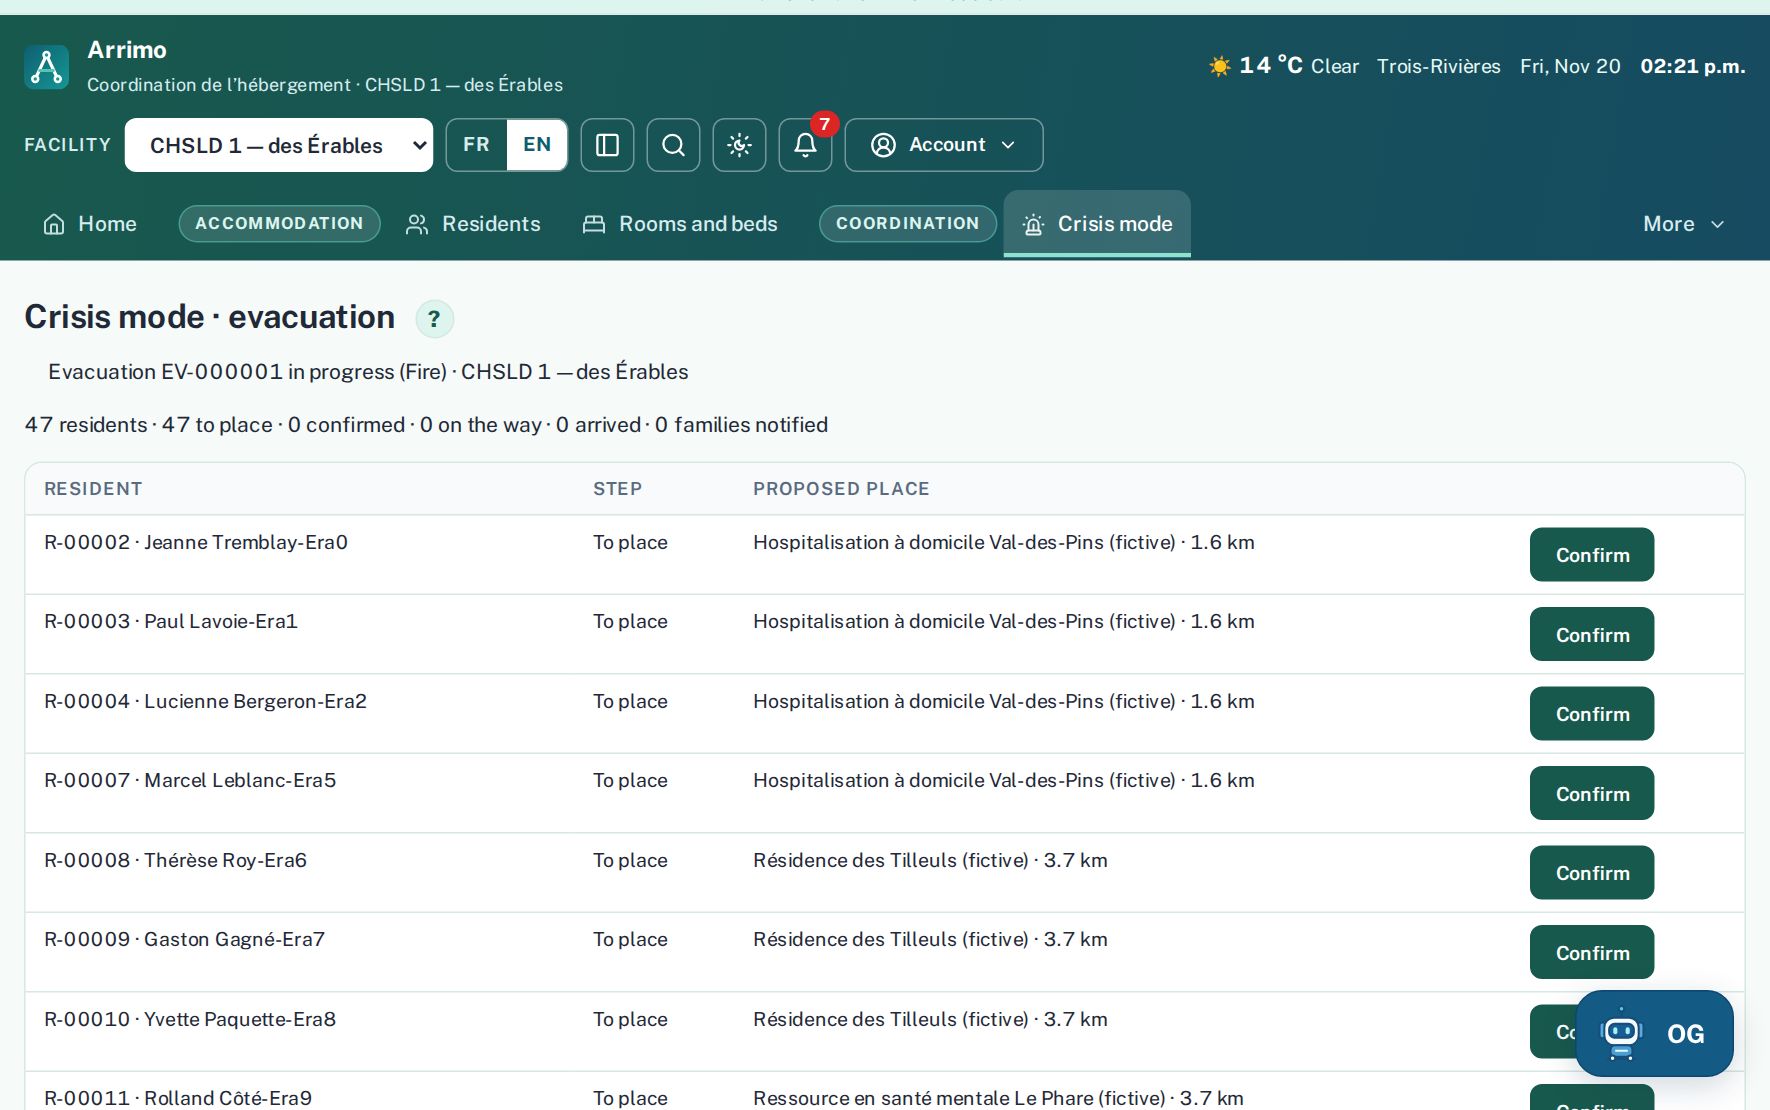 Arrimo
Coordination de l'hébergement · CHSLD 1 — des Érables
14 °C Clear Trois-Rivières Fri, Nov 20 02:21 p.m.
FACILITY CHSLD 1 — des Érables FR EN 7 Account
Home ACCOMMODATION Residents Rooms and beds COORDINATION Crisis mode More
Crisis mode · evacuation ?
Evacuation EV-000001 in progress (Fire) · CHSLD 1 — des Érables
47 residents · 47 to place · 0 confirmed · 0 on the way · 0 arrived · 0 families notified
RESIDENT STEP PROPOSED PLACE
R-00002 · Jeanne Tremblay-Era0 To place Hospitalisation à domicile Val-des-Pins (fictive) · 1.6 km Confirm
R-00003 · Paul Lavoie-Era1 To place Hospitalisation à domicile Val-des-Pins (fictive) · 1.6 km Confirm
R-00004 · Lucienne Bergeron-Era2 To place Hospitalisation à domicile Val-des-Pins (fictive) · 1.6 km Confirm
R-00007 · Marcel Leblanc-Era5 To place Hospitalisation à domicile Val-des-Pins (fictive) · 1.6 km Confirm
R-00008 · Thérèse Roy-Era6 To place Résidence des Tilleuls (fictive) · 3.7 km Confirm
R-00009 · Gaston Gagné-Era7 To place Résidence des Tilleuls (fictive) · 3.7 km Confirm
R-00010 · Yvette Paquette-Era8 To place Résidence des Tilleuls (fictive) · 3.7 km
OG
R-00011 · Rolland Côté-Era9 To place Ressource en santé mentale Le Phare (fictive) · 3.7 km